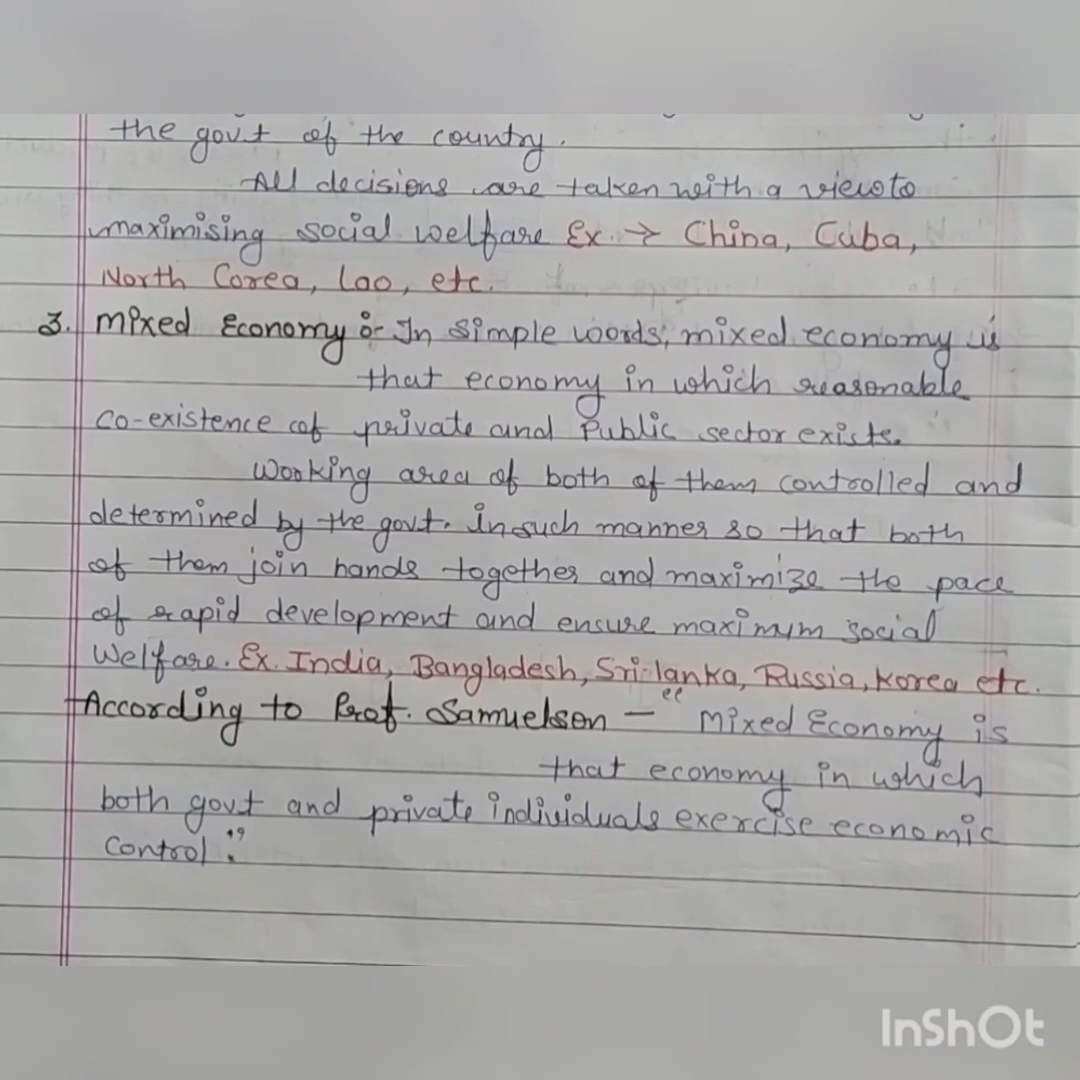 the govt of the country.
All decisions are taken with a view to
maximising social welfare Ex. → China, Cuba,
North Corea, Lao, etc.
3. Mixed Economy :- In simple words, mixed economy is
that economy in which reasonable
co-existence of private and Public sector exists.
Working area of both of them controlled and
determined by the govt. In such manner so that both
of them join hands together and maximize the pace
of rapid development and ensure maximum social
Welfare. Ex. India, Bangladesh, Sri-lanka, Russia, Korea etc.
According to Prof. Samuelson - "Mixed Economy is
that economy in which
both govt and private individuals exercise economic
Control."
InShOt